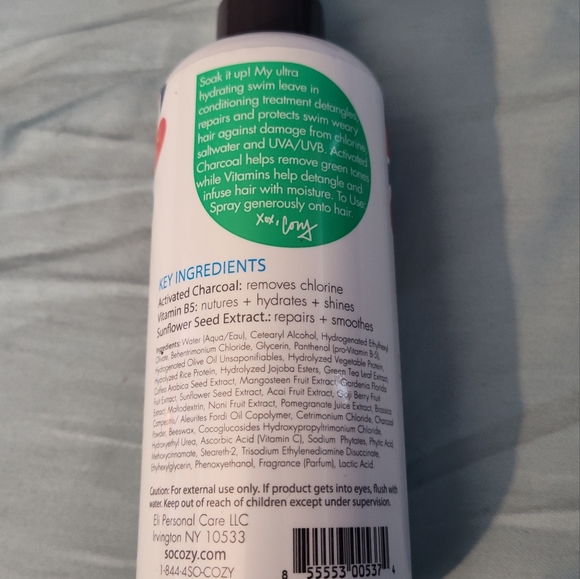 Soak it up! My ultra
hydrating swim leave in
conditioning treatment detangles,
repairs and protects swim weary
hair against damage from chlorine,
saltwater and UVA/UVB. Activated
Charcoal helps remove green tones
while Vitamins help detangle and
infuse hair with moisture. To Use:
Spray generously onto hair.
xox, Cozy
KEY INGREDIENTS
Activated Charcoal: removes chlorine
Vitamin B5: nutures + hydrates + shines
Sunflower Seed Extract.: repairs + smoothes
Ingredients: Water (Aqua/Eau), Cetearyl Alcohol, Hydrogenated Ethylhexyl
Olivate, Behentrimonium Chloride, Glycerin, Panthenol (pro-Vitamin B-5),
Hydrogenated Olive Oil Unsaponifiables, Hydrolyzed Vegetable Protein,
Hydrolyzed Rice Protein, Hydrolyzed Jojoba Esters, Green Tea Leaf Extract,
Coffea Arabica Seed Extract, Mangosteen Fruit Extract, Gardenia Florida
Fruit Extract, Sunflower Seed Extract, Acai Fruit Extract, Goji Berry Fruit
Extract, Maltodextrin, Noni Fruit Extract, Pomegranate Juice Extract, Brassica
Campestris/ Aleurites Fordi Oil Copolymer, Cetrimonium Chloride, Charcoal
Powder, Beeswax, Cocoglucosides Hydroxypropyltrimonium Chloride,
Hydroxyethyl Urea, Ascorbic Acid (Vitamin C), Sodium Phytates, Phytic Acid,
Methoxycinnamate, Steareth-2, Trisodium Ethylenediamine Disuccinate,
Ethylhexylglycerin, Phenoxyethanol, Fragrance (Parfum), Lactic Acid.
Caution: For external use only. If product gets into eyes, flush with
water. Keep out of reach of children except under supervision.
Eli Personal Care LLC
Irvington NY 10533
socozy.com
1-844-4SO-COZY
8 55553 00537 4